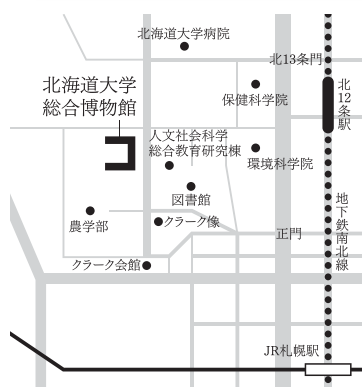 北海道大学病院
北13条門
北海道大学
総合博物館
保健科学院
北12条駅
人文社会科学
総合教育研究棟
環境科学院
図書館
農学部
クラーク像
地下鉄南北線
正門
クラーク会館
JR札幌駅